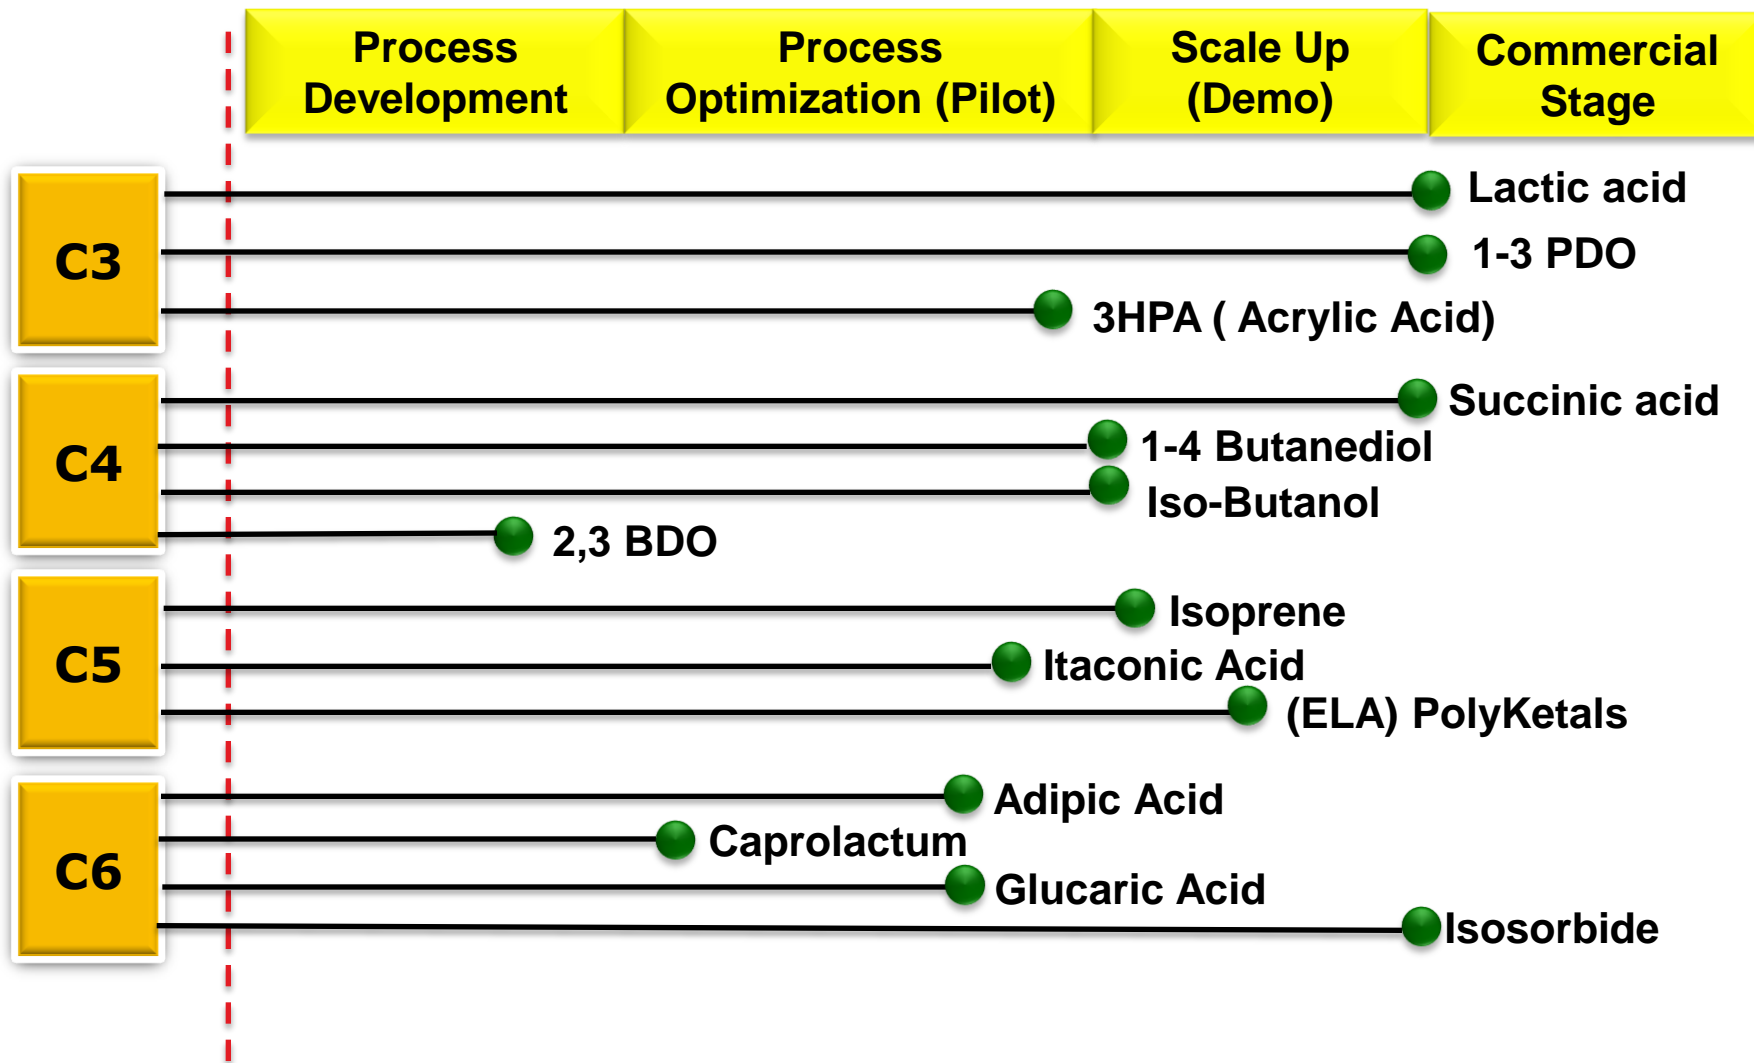 Process
Development
Process
Optimization (Pilot)
Scale Up
(Demo)
Commercial
Stage
C3
Lactic acid
1-3 PDO
3HPA ( Acrylic Acid)
C4
Succinic acid
1-4 Butanediol
Iso-Butanol
2,3 BDO
C5
Isoprene
Itaconic Acid
(ELA) PolyKetals
C6
Adipic Acid
Caprolactum
Glucaric Acid
Isosorbide